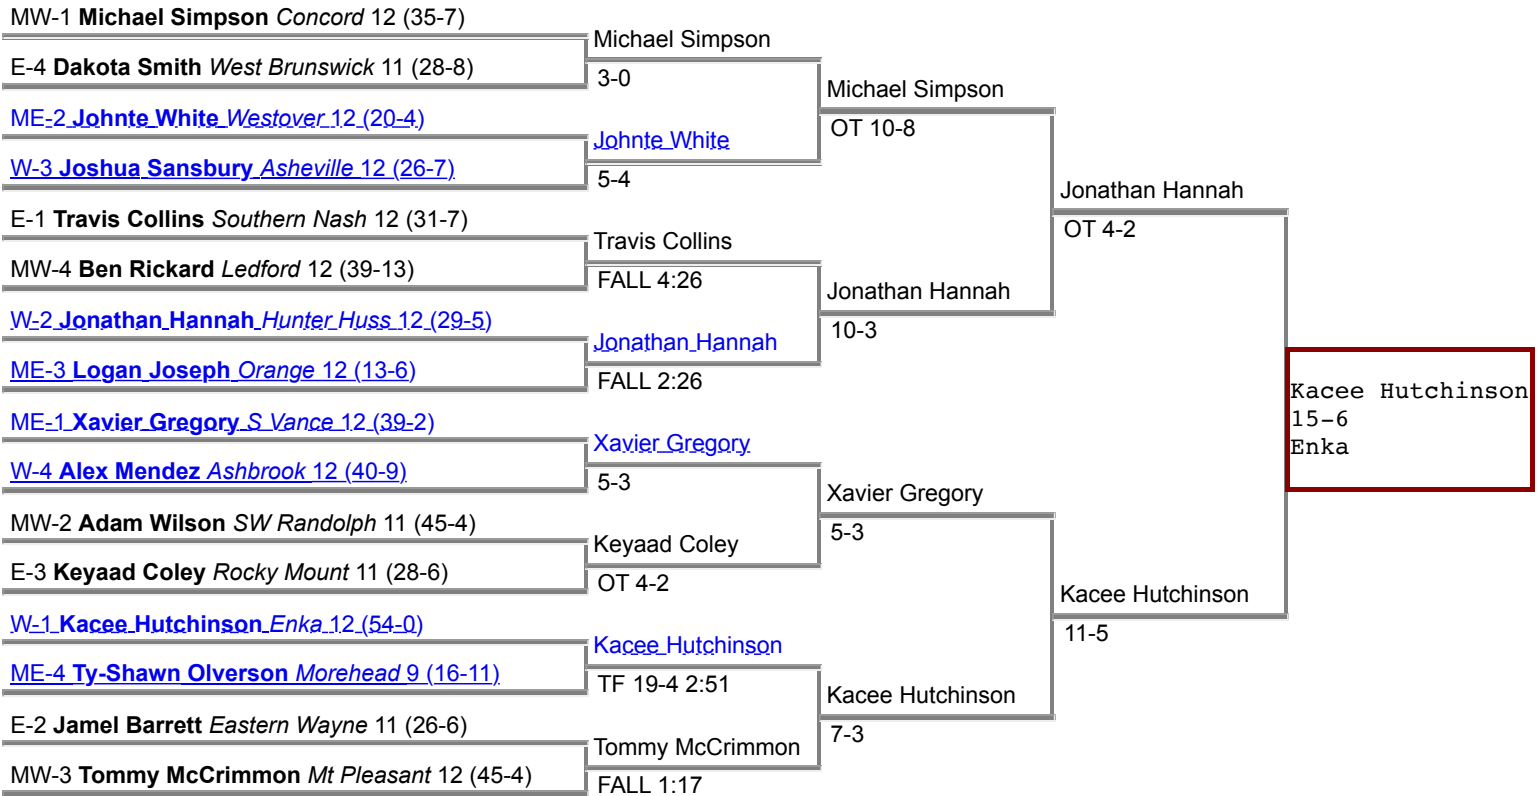 MW-1 Michael Simpson Concord 12 (35-7)
E-4 Dakota Smith West Brunswick 11 (28-8)
ME-2 Johnte White Westover 12 (20-4)
W-3 Joshua Sansbury Asheville 12 (26-7)
E-1 Travis Collins Southern Nash 12 (31-7)
MW-4 Ben Rickard Ledford 12 (39-13)
W-2 Jonathan Hannah Hunter Huss 12 (29-5)
ME-3 Logan Joseph Orange 12 (13-6)
ME-1 Xavier Gregory S Vance 12 (39-2)
W-4 Alex Mendez Ashbrook 12 (40-9)
MW-2 Adam Wilson SW Randolph 11 (45-4)
E-3 Keyaad Coley Rocky Mount 11 (28-6)
W-1 Kacee Hutchinson Enka 12 (54-0)
ME-4 Ty-Shawn Olverson Morehead 9 (16-11)
E-2 Jamel Barrett Eastern Wayne 11 (26-6)
MW-3 Tommy McCrimmon Mt Pleasant 12 (45-4)
Michael Simpson
3-0
Johnte White
5-4
Travis Collins
FALL 4:26
Jonathan Hannah
FALL 2:26
Xavier Gregory
5-3
Keyaad Coley
OT 4-2
Kacee Hutchinson
TF 19-4 2:51
Tommy McCrimmon
FALL 1:17
Michael Simpson
OT 10-8
Jonathan Hannah
10-3
Xavier Gregory
5-3
Kacee Hutchinson
7-3
Jonathan Hannah
OT 4-2
Kacee Hutchinson
11-5
Kacee Hutchinson
15-6
Enka